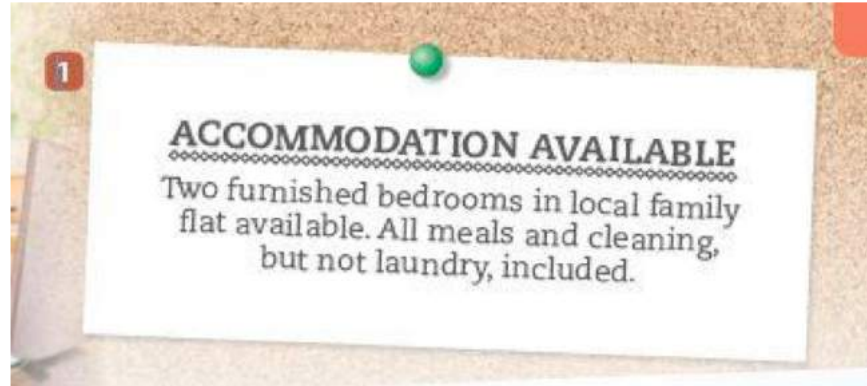 1
ACCOMMODATION AVAILABLE
Two furnished bedrooms in local family
flat available. All meals and cleaning,
but not laundry, included.